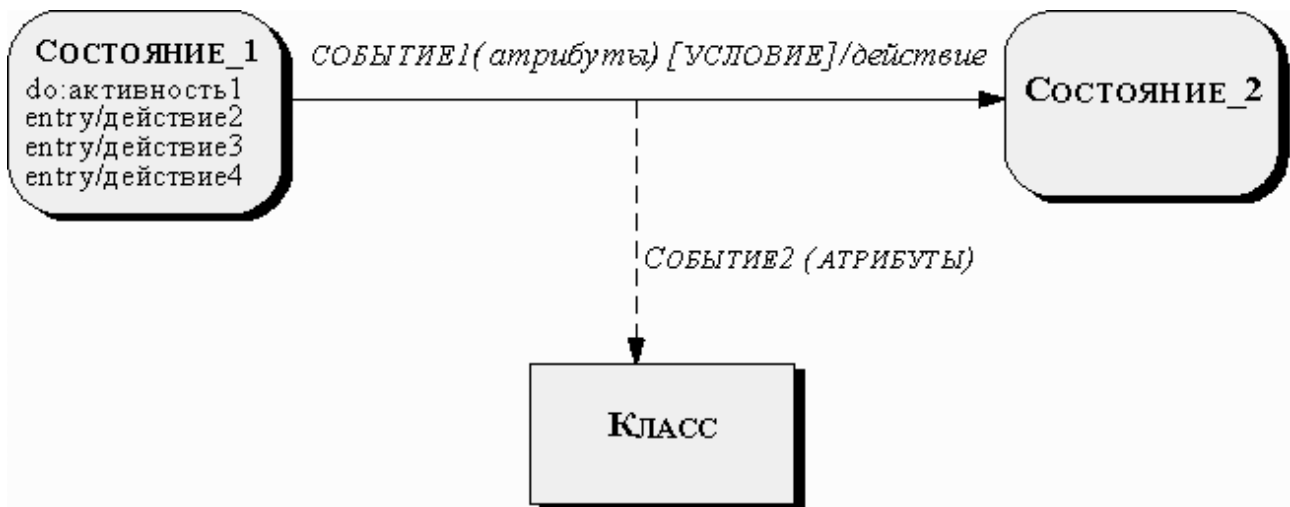 СОСТОЯНИЕ_1
СОБЫТИЕ1(атрибуты) [УСЛОВИЕ]/действие
do:активность1
entry/действие2
entry/действие3
entry/действие4
СОСТОЯНИЕ_2
СОБЫТИЕ2 (АТРИБУТЫ)
КЛАСС